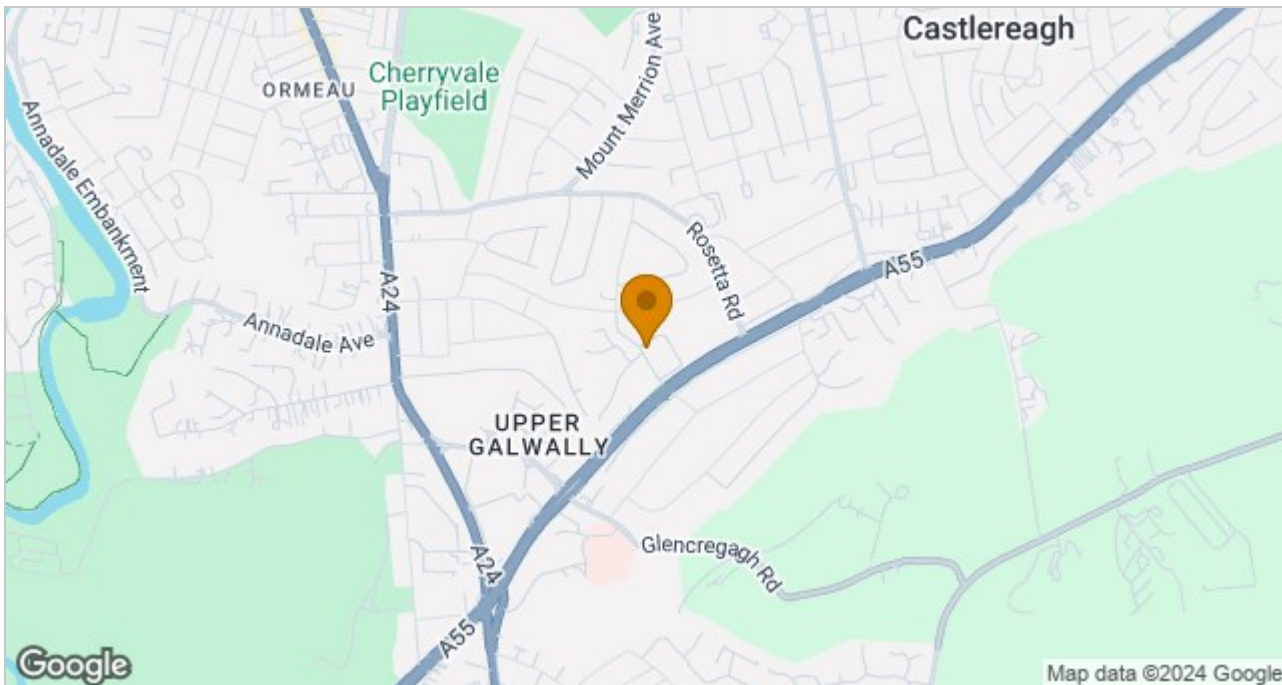 Castlereagh
Cherryvale
Playfield
ORMEAU
Mount Merrion Ave
Annadale Embankment
Rosetta Rd
A55
A24
Annadale Ave
UPPER
GALWALLY
Glencregagh Rd
A24
A55
Google
Map data ©2024 Google